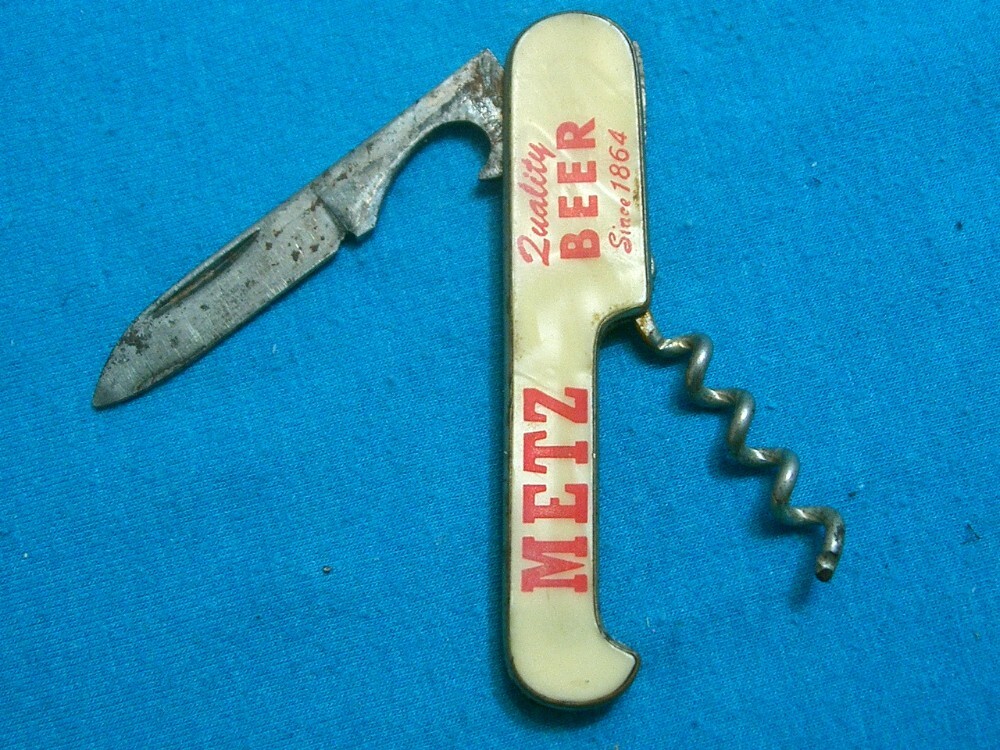 METZ
Quality
BEER
Since 1864